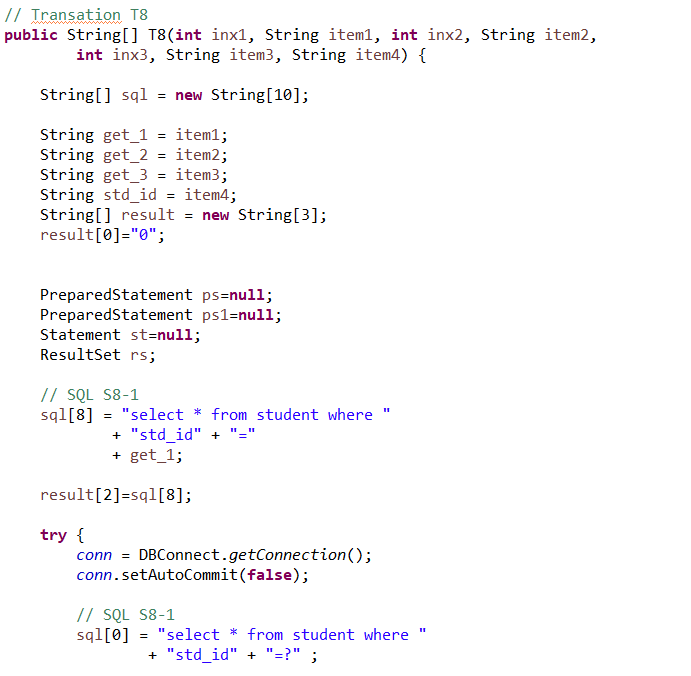 // Transation T8
public String[] T8(int inx1, String item1, int inx2, String item2,
        int inx3, String item3, String item4) {
    String[] sql = new String[10];
    String get_1 = item1;
    String get_2 = item2;
    String get_3 = item3;
    String std_id = item4;
    String[] result = new String[3];
    result[0]="0";
    PreparedStatement ps=null;
    PreparedStatement ps1=null;
    Statement st=null;
    ResultSet rs;
    // SQL S8-1
    sql[8] = "select * from student where "
            + "std_id" + "="
            + get_1;
    result[2]=sql[8];
    try {
        conn = DBConnect.getConnection();
        conn.setAutoCommit(false);
        // SQL S8-1
        sql[0] = "select * from student where "
                + "std_id" + "=?" ;